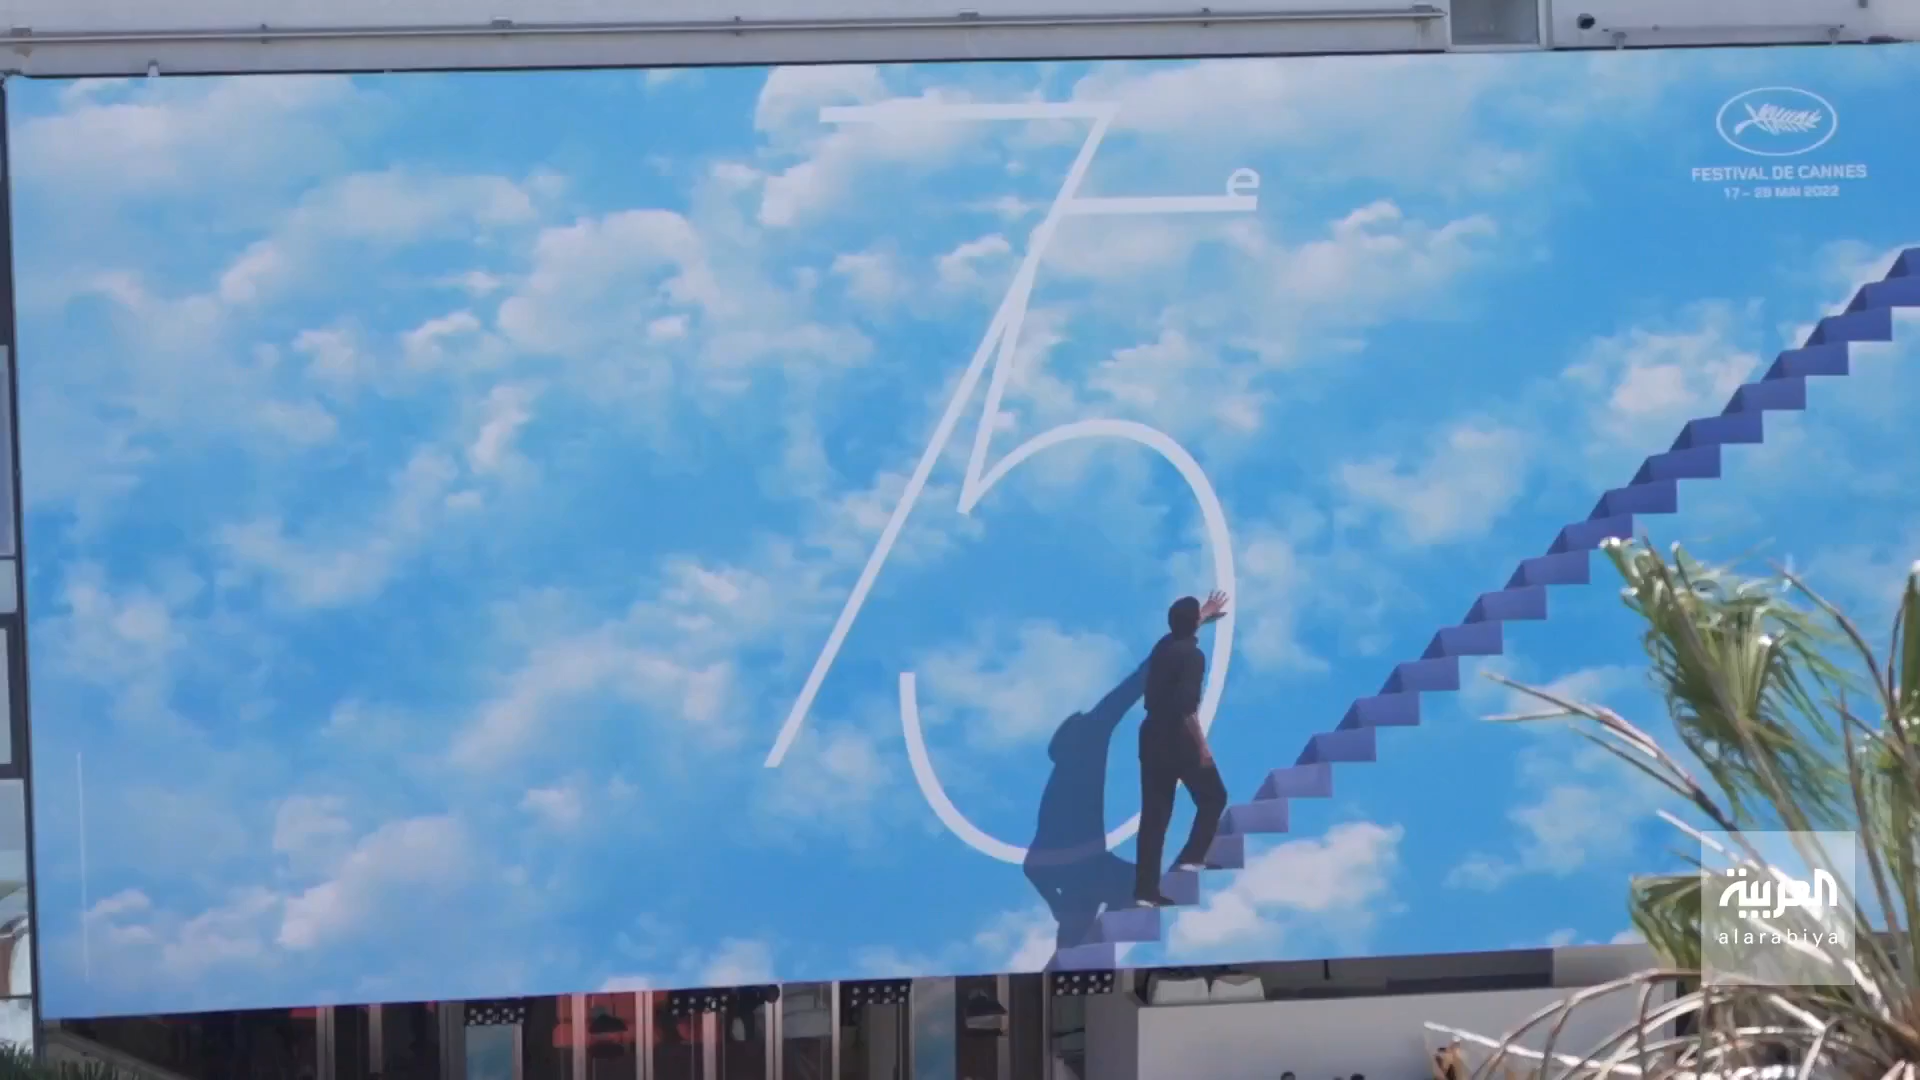 75e
FESTIVAL DE CANNES
17 – 28 MAI 2022
العربية
alarabiya